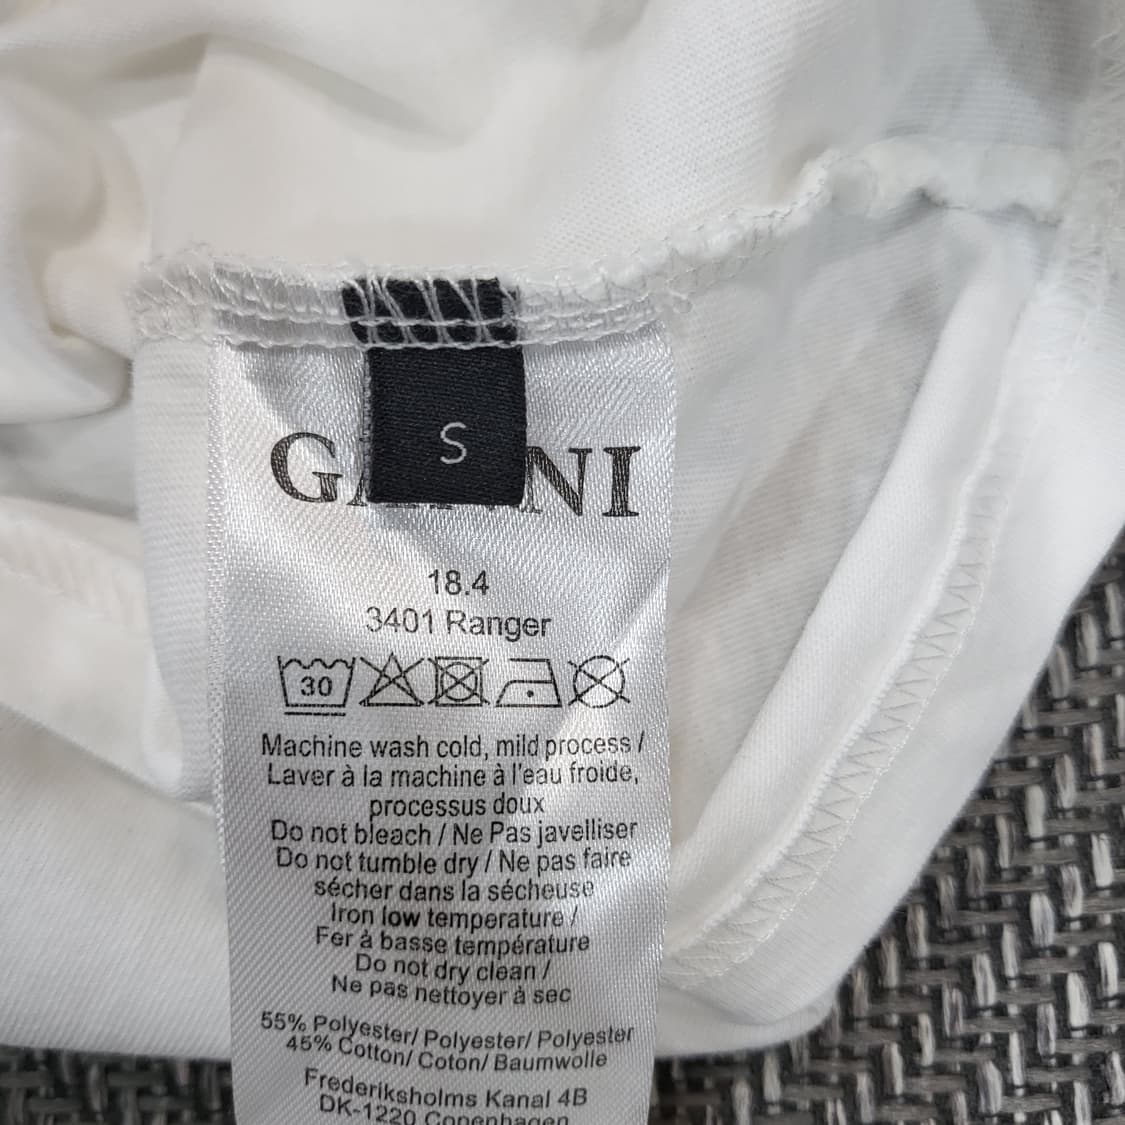 S
18.4
3401 Ranger
30
Machine wash cold, mild process /
Laver à la machine à l'eau froide,
processus doux
Do not bleach / Ne Pas javelliser
Do not tumble dry / Ne pas faire
sécher dans la sécheuse
Iron low temperature /
Fer à basse température
Do not dry clean /
Ne pas nettoyer à sec
55% Polyester/ Polyester/ Polyester
45% Cotton/ Coton/ Baumwolle
Frederiksholms Kanal 4B
DK-1220 Copenhagen